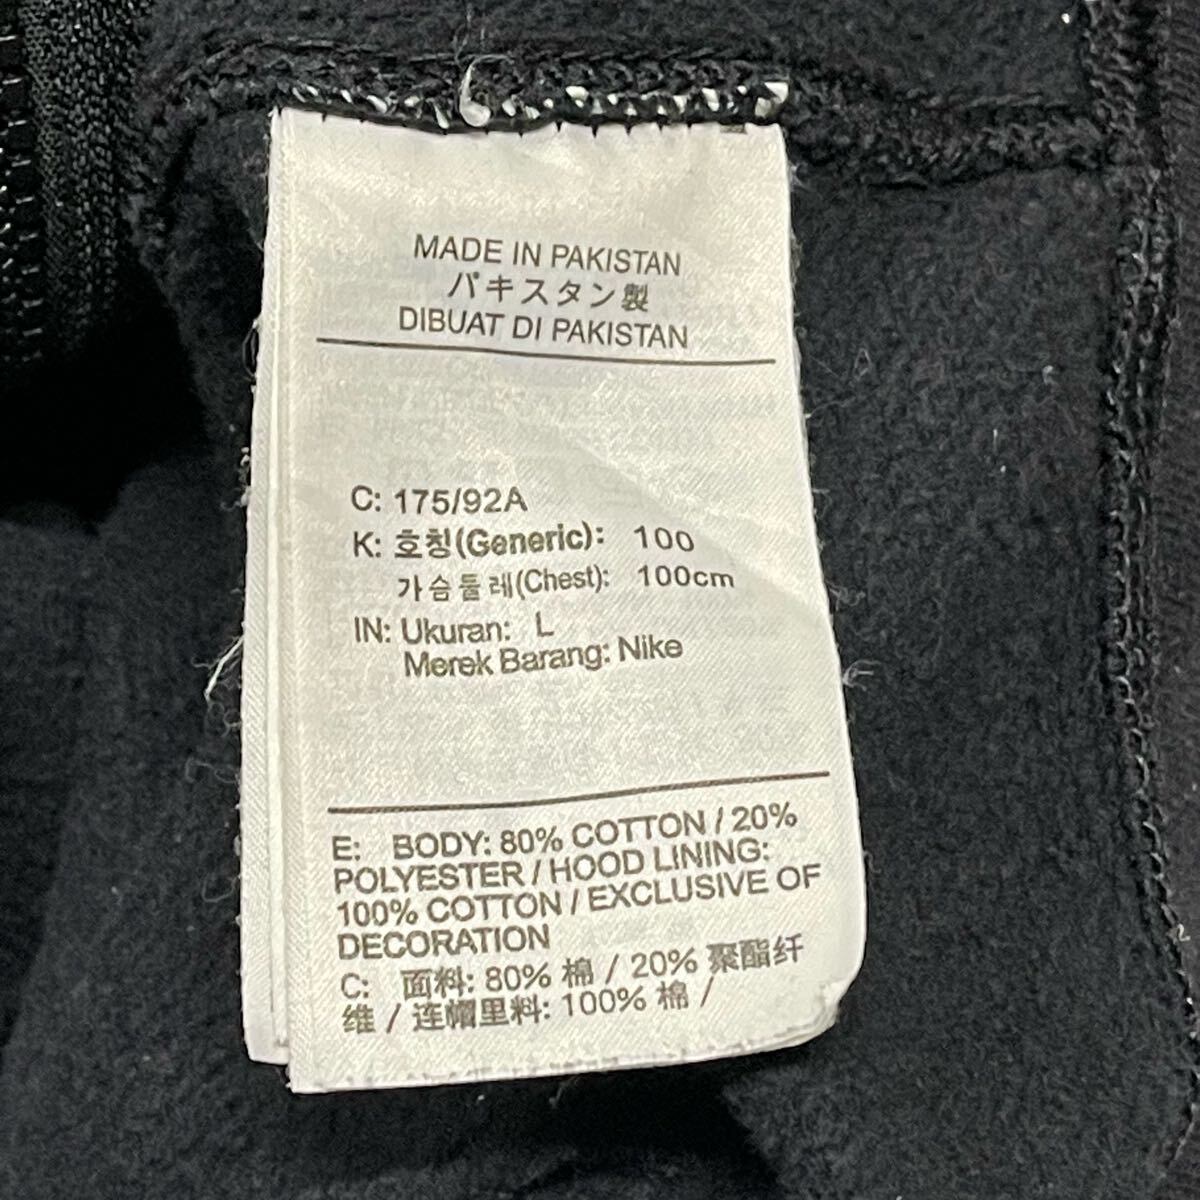 MADE IN PAKISTAN
パキスタン製
DIBUAT DI PAKISTAN
C: 175/92A
K: 호칭(Generic): 100
가슴둘레(Chest): 100cm
IN: Ukuran: L
Merek Barang: Nike
E: BODY: 80% COTTON / 20%
POLYESTER / HOOD LINING:
100% COTTON / EXCLUSIVE OF
DECORATION
C: 面料: 80% 棉 / 20% 聚酯纤
维 / 连帽里料: 100% 棉 /